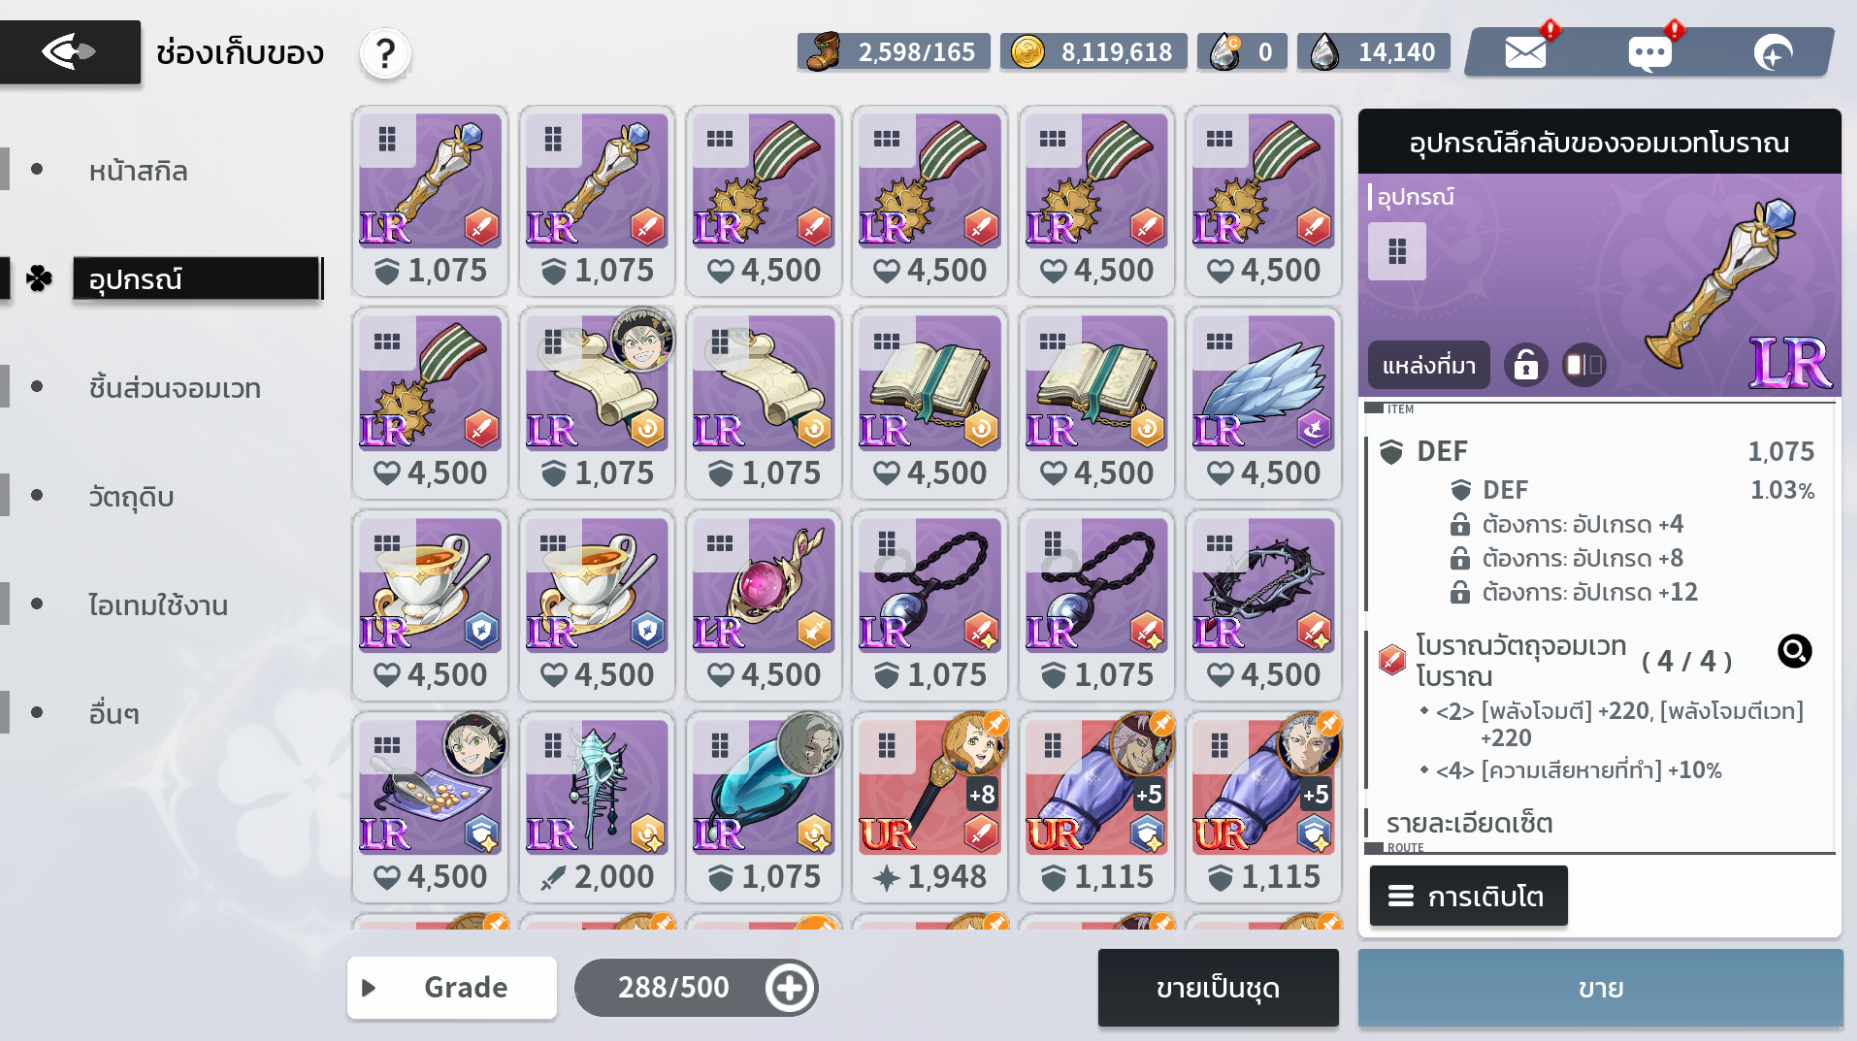 ช่องเก็บของ
?
2,598/165
8,119,618
0
14,140
หน้าสกิล
อุปกรณ์
ชิ้นส่วนจอมเวท
วัตถุดิบ
ไอเทมใช้งาน
อื่นๆ
LR LR LR LR LR LR
1,075 1,075 4,500 4,500 4,500 4,500
LR LR LR LR LR LR
4,500 1,075 1,075 4,500 4,500 4,500
LR LR LR LR LR LR
4,500 4,500 4,500 1,075 1,075 4,500
+8 +5 +5
LR LR LR UR UR UR
4,500 2,000 1,075 1,948 1,115 1,115
Grade
288/500
ขายเป็นชุด
อุปกรณ์ลึกลับของจอมเวทโบราณ
อุปกรณ์
แหล่งที่มา
LR
ITEM
DEF 1,075
DEF 1.03%
ต้องการ: อัปเกรด +4
ต้องการ: อัปเกรด +8
ต้องการ: อัปเกรด +12
โบราณวัตถุจอมเวท
โบราณ
( 4 / 4 )
<2> [พลังโจมตี] +220, [พลังโจมตีเวท]
+220
<4> [ความเสียหายที่ทำ] +10%
รายละเอียดเซ็ต
ROUTE
การเติบโต
ขาย